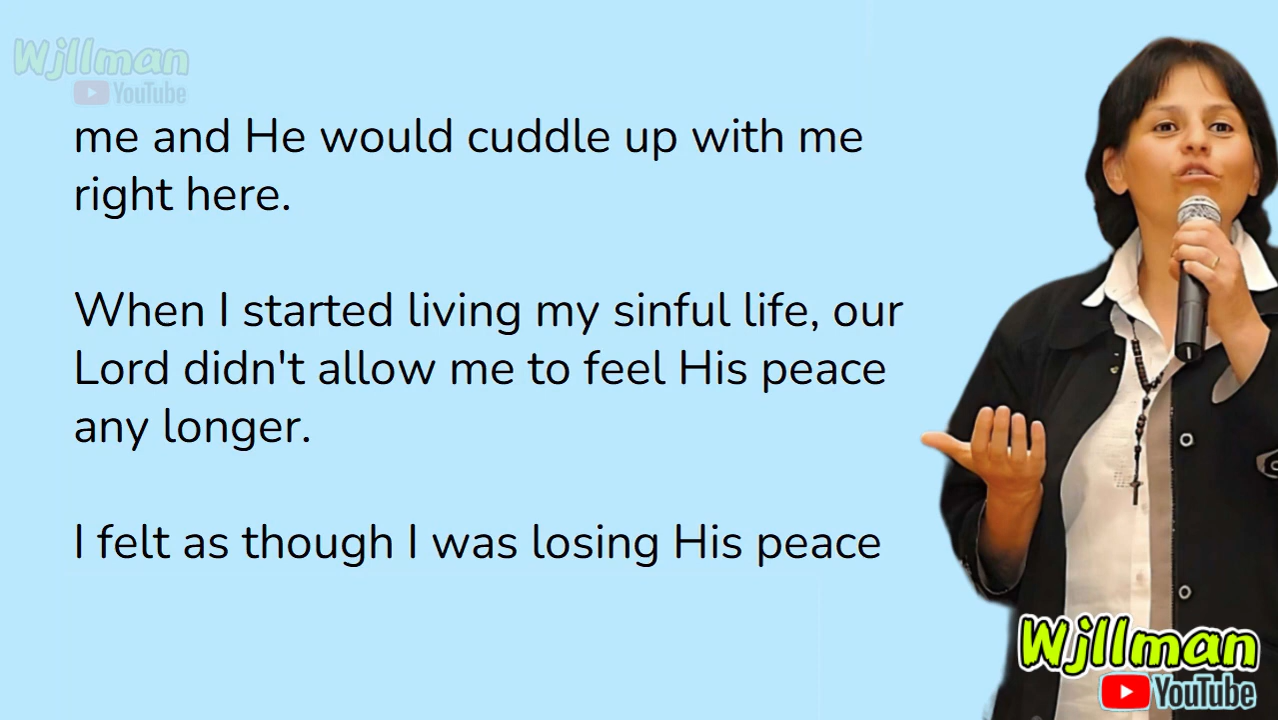 Wjllman
YouTube
me and He would cuddle up with me
right here.
When I started living my sinful life, our
Lord didn't allow me to feel His peace
any longer.
I felt as though I was losing His peace
Wjllman
YouTube